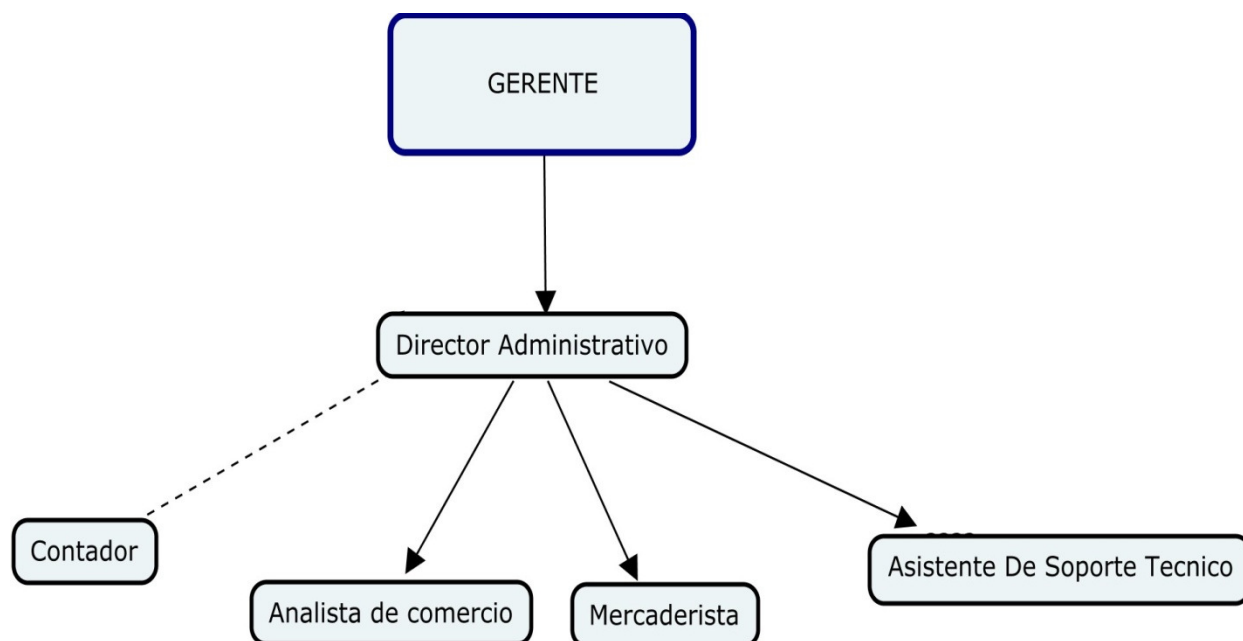 GERENTE
Director Administrativo
Contador
Analista de comercio
Mercaderista
Asistente De Soporte Tecnico